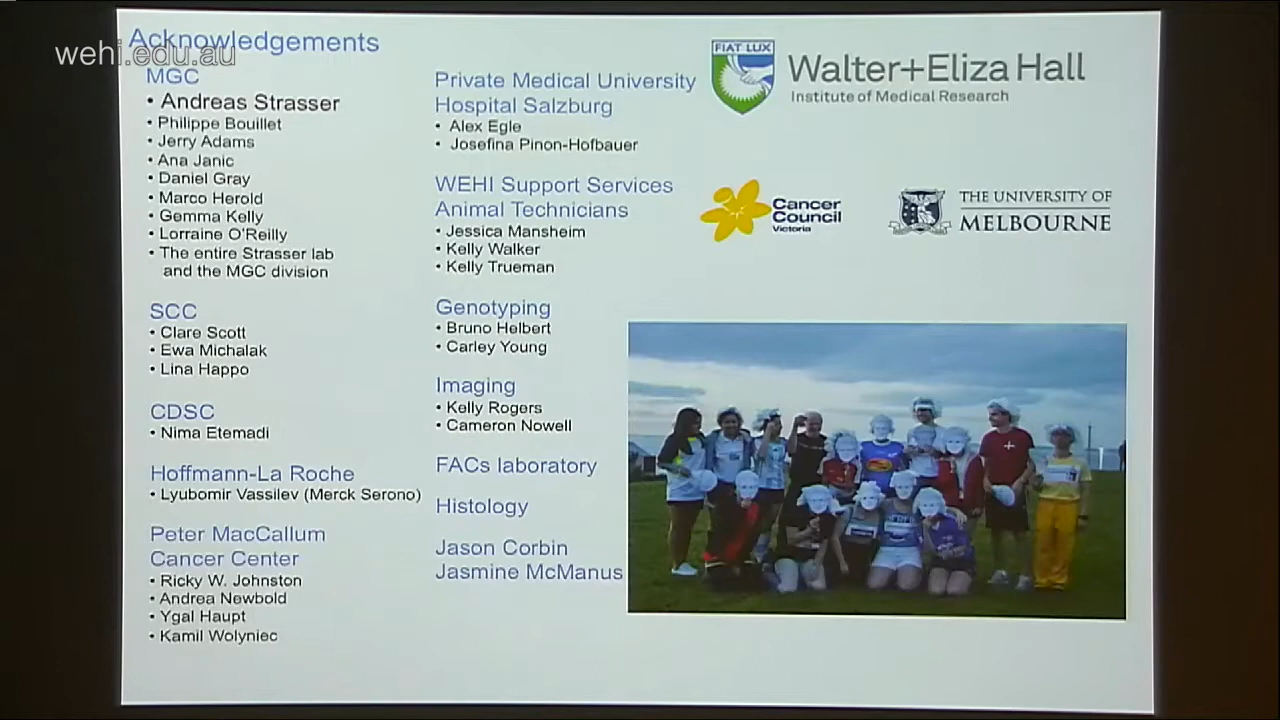 Acknowledgements
wehi.edu.au
MGC
• Andreas Strasser
• Philippe Bouillet
• Jerry Adams
• Ana Janic
• Daniel Gray
• Marco Herold
• Gemma Kelly
• Lorraine O'Reilly
• The entire Strasser lab
and the MGC division
SCC
• Clare Scott
• Ewa Michalak
• Lina Happo
CDSC
• Nima Etemadi
Hoffmann-La Roche
• Lyubomir Vassilev (Merck Serono)
Peter MacCallum
Cancer Center
• Ricky W. Johnston
• Andrea Newbold
• Ygal Haupt
• Kamil Wolyniec
Private Medical University
Hospital Salzburg
• Alex Egle
• Josefina Pinon-Hofbauer
WEHI Support Services
Animal Technicians
• Jessica Mansheim
• Kelly Walker
• Kelly Trueman
Genotyping
• Bruno Helbert
• Carley Young
Imaging
• Kelly Rogers
• Cameron Nowell
FACs laboratory
Histology
Jason Corbin
Jasmine McManus
FIAT LUX
Walter+Eliza Hall
Institute of Medical Research
Cancer
Council
Victoria
THE UNIVERSITY OF
MELBOURNE